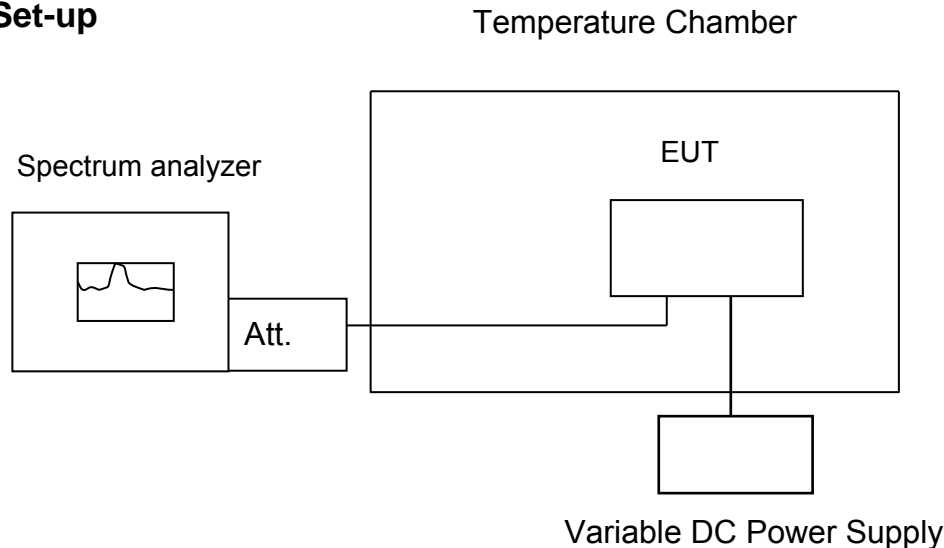 Set-up
Temperature Chamber
EUT
Spectrum analyzer
Att.
Variable DC Power Supply